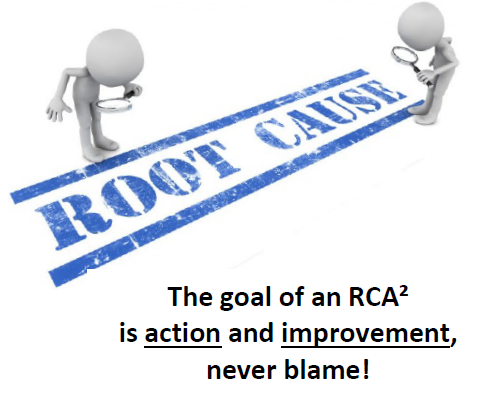 ROOT CAUSE
The goal of an RCA²
is action and improvement,
never blame!